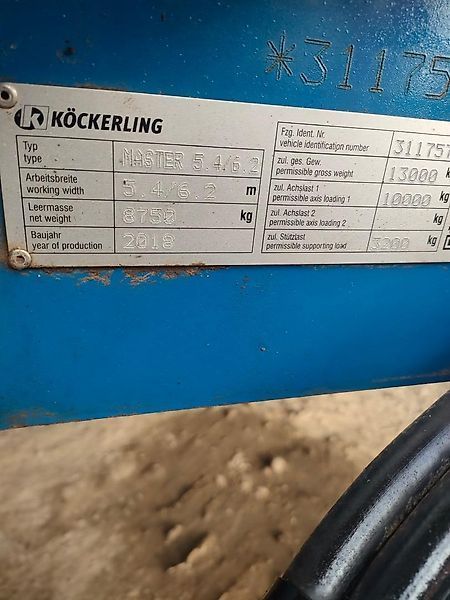 *31175
KÖCKERLING
Typ
type
MASTER 5.4/6.2
Arbeitsbreite
working width
5.4/6.2 m
Leermasse
net weight
8750 kg
Baujahr
year of production
2018
Fzg. Ident. Nr.
vehicle identification number
311757
zul. ges. Gew.
permissible gross weight
13000 k
zul. Achslast 1
permissible axis loading 1
10000 kg
zul. Achslast 2
permissible axis loading 2
kg
zul. Stützlast
permissible supporting load
3200 kg